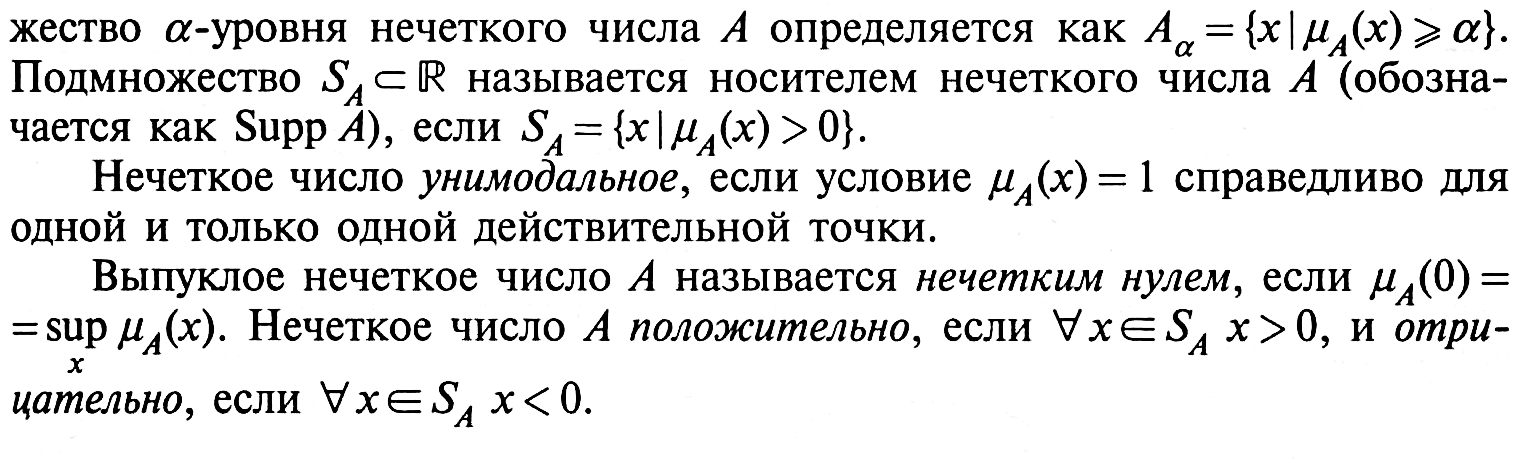 жество α-уровня нечеткого числа A определяется как A_α = {x | μ_A(x) ⩾ α}.
Подмножество S_A ⊂ ℝ называется носителем нечеткого числа A (обозна-
чается как Supp A), если S_A = {x | μ_A(x) > 0}.
Нечеткое число унимодальное, если условие μ_A(x) = 1 справедливо для
одной и только одной действительной точки.
Выпуклое нечеткое число A называется нечетким нулем, если μ_A(0) =
= sup μ_A(x). Нечеткое число A положительно, если ∀ x ∈ S_A x > 0, и отри-
x
цательно, если ∀ x ∈ S_A x < 0.